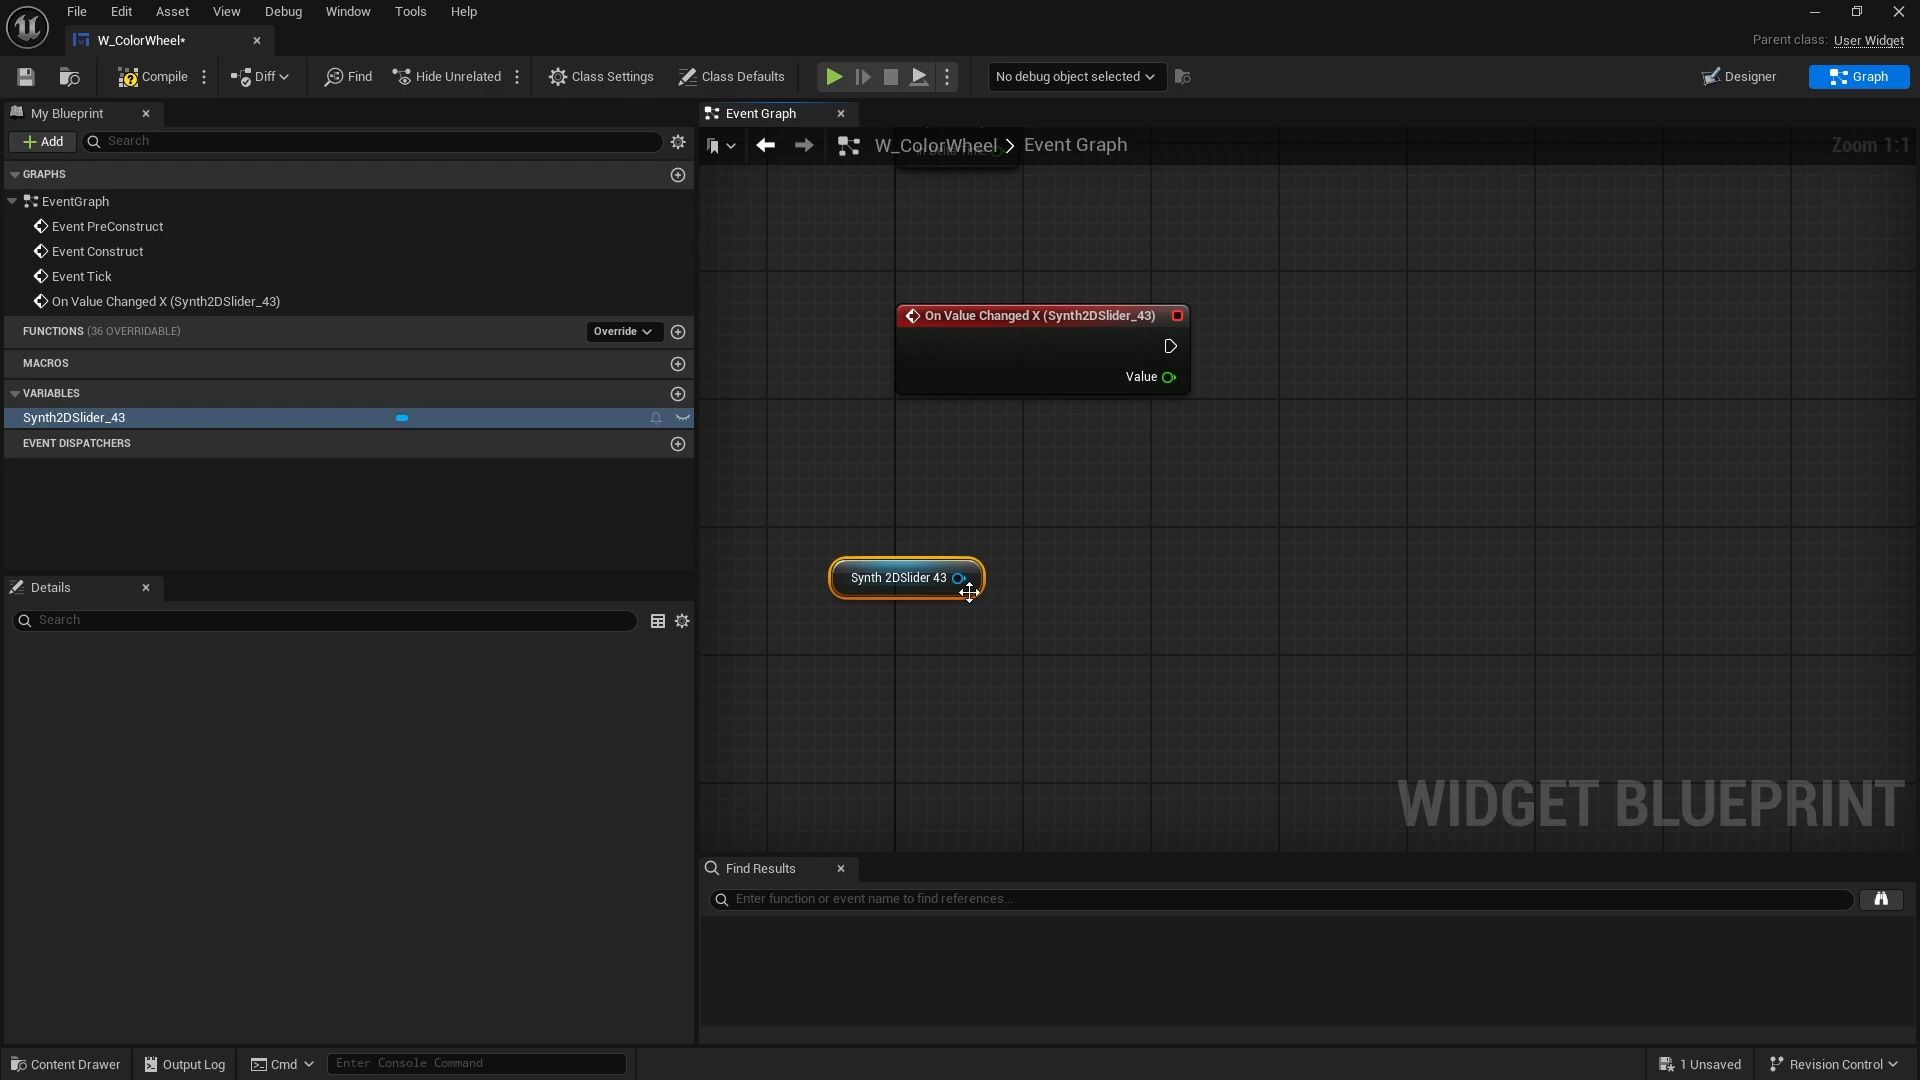 File Edit Asset View Debug Window Tools Help
W_ColorWheel*
Parent class: User Widget
Compile Diff Find Hide Unrelated Class Settings Class Defaults No debug object selected Designer Graph
My Blueprint
Event Graph
Add Search
W_ColorWheel > Event Graph
Zoom 1:1
In Delta Time
GRAPHS
EventGraph
Event PreConstruct
Event Construct
Event Tick
On Value Changed X (Synth2DSlider_43)
FUNCTIONS (36 OVERRIDABLE) Override
MACROS
VARIABLES
Synth2DSlider_43
EVENT DISPATCHERS
On Value Changed X (Synth2DSlider_43)
Value
Synth 2DSlider 43
WIDGET BLUEPRINT
Details
Search
Find Results
Enter function or event name to find references...
Content Drawer Output Log Cmd Enter Console Command 1 Unsaved Revision Control